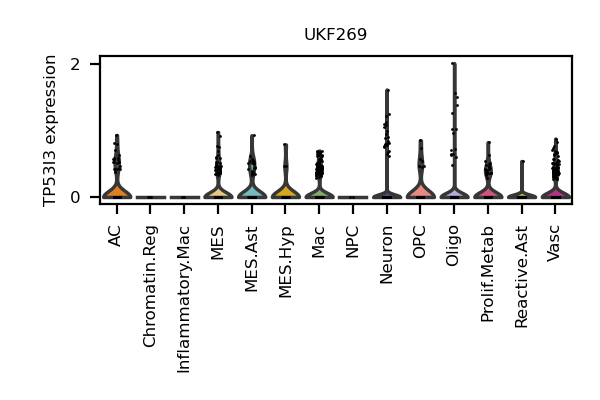 UKF269
TP53I3 expression
2
0
AC
Chromatin.Reg
Inflammatory.Mac
MES
MES.Ast
MES.Hyp
Mac
NPC
Neuron
OPC
Oligo
Prolif.Metab
Reactive.Ast
Vasc